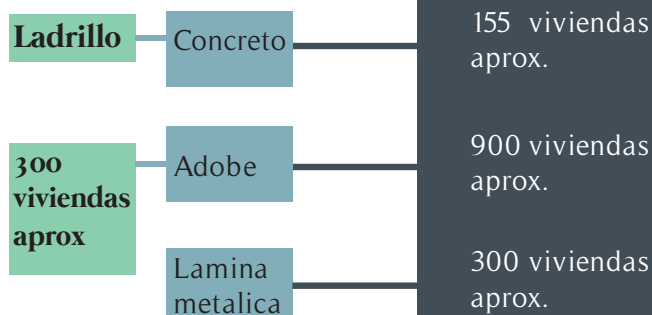 Ladrillo
Concreto
155 viviendas
aprox.
300
viviendas
aprox
Adobe
900 viviendas
aprox.
Lamina
metalica
300 viviendas
aprox.